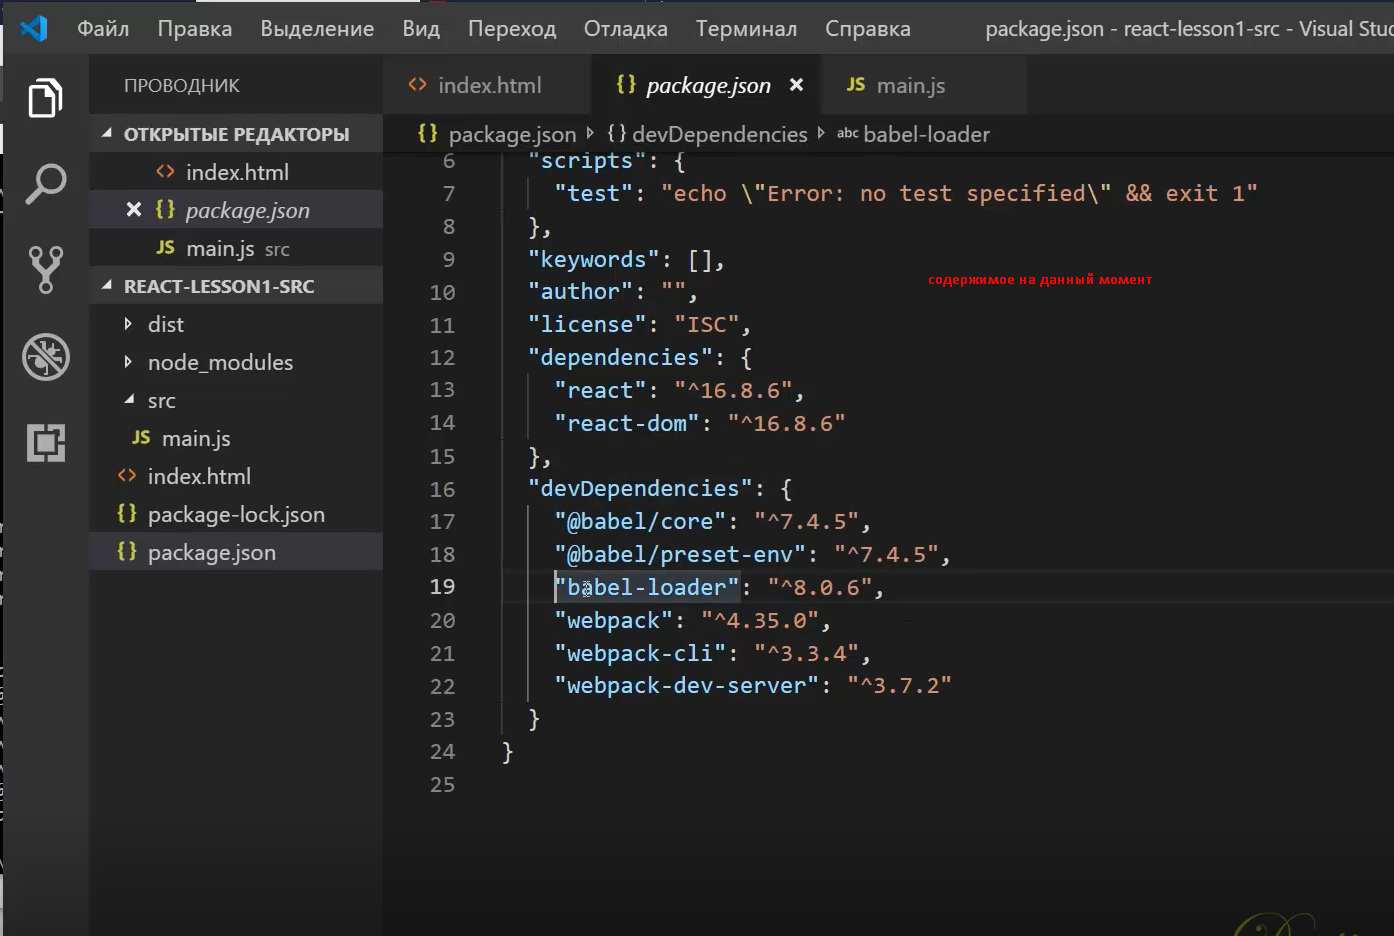 Файл Правка Выделение Вид Переход Отладка Терминал Справка package.json - react-lesson1-src - Visual Stud
ПРОВОДНИК
ОТКРЫТЫЕ РЕДАКТОРЫ
index.html
package.json
JS main.js src
REACT-LESSON1-SRC
dist
node_modules
src
JS main.js
index.html
package-lock.json
package.json
index.html {} package.json JS main.js
{} package.json {} devDependencies abc babel-loader
6 "scripts": {
7 "test": "echo \"Error: no test specified\" && exit 1"
8 },
9 "keywords": [],
содержимое на данный момент
10 "author": "",
11 "license": "ISC",
12 "dependencies": {
13 "react": "^16.8.6",
14 "react-dom": "^16.8.6"
15 },
16 "devDependencies": {
17 "@babel/core": "^7.4.5",
18 "@babel/preset-env": "^7.4.5",
19 "babel-loader": "^8.0.6",
20 "webpack": "^4.35.0",
21 "webpack-cli": "^3.3.4",
22 "webpack-dev-server": "^3.7.2"
23 }
24 }
25